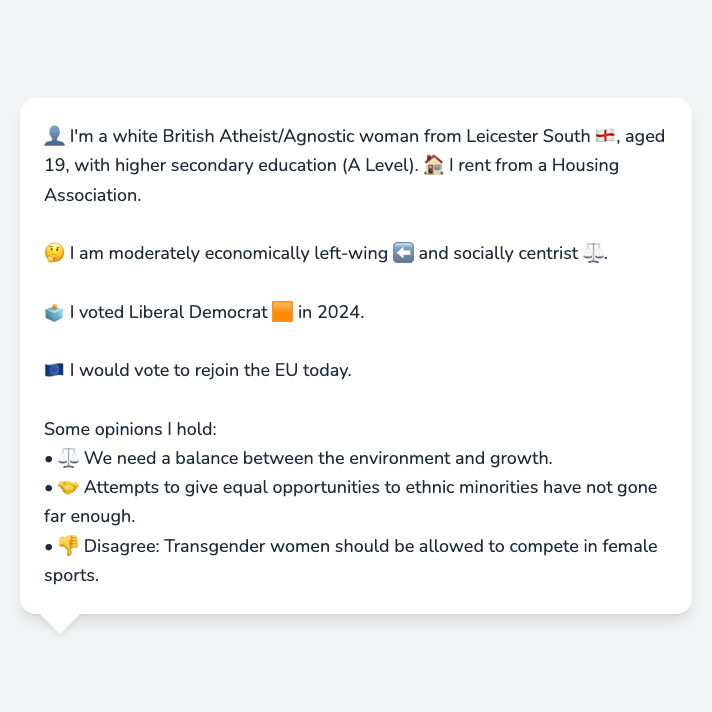 👤 I'm a white British Atheist/Agnostic woman from Leicester South 🏴󠁧󠁢󠁥󠁮󠁧󠁿, aged
19, with higher secondary education (A Level). 🏠 I rent from a Housing
Association.
🤔 I am moderately economically left-wing ⬅️ and socially centrist ⚖️.
🗳️ I voted Liberal Democrat 🟧 in 2024.
🇪🇺 I would vote to rejoin the EU today.
Some opinions I hold:
• ⚖️ We need a balance between the environment and growth.
• 🤝 Attempts to give equal opportunities to ethnic minorities have not gone
far enough.
• 👎 Disagree: Transgender women should be allowed to compete in female
sports.